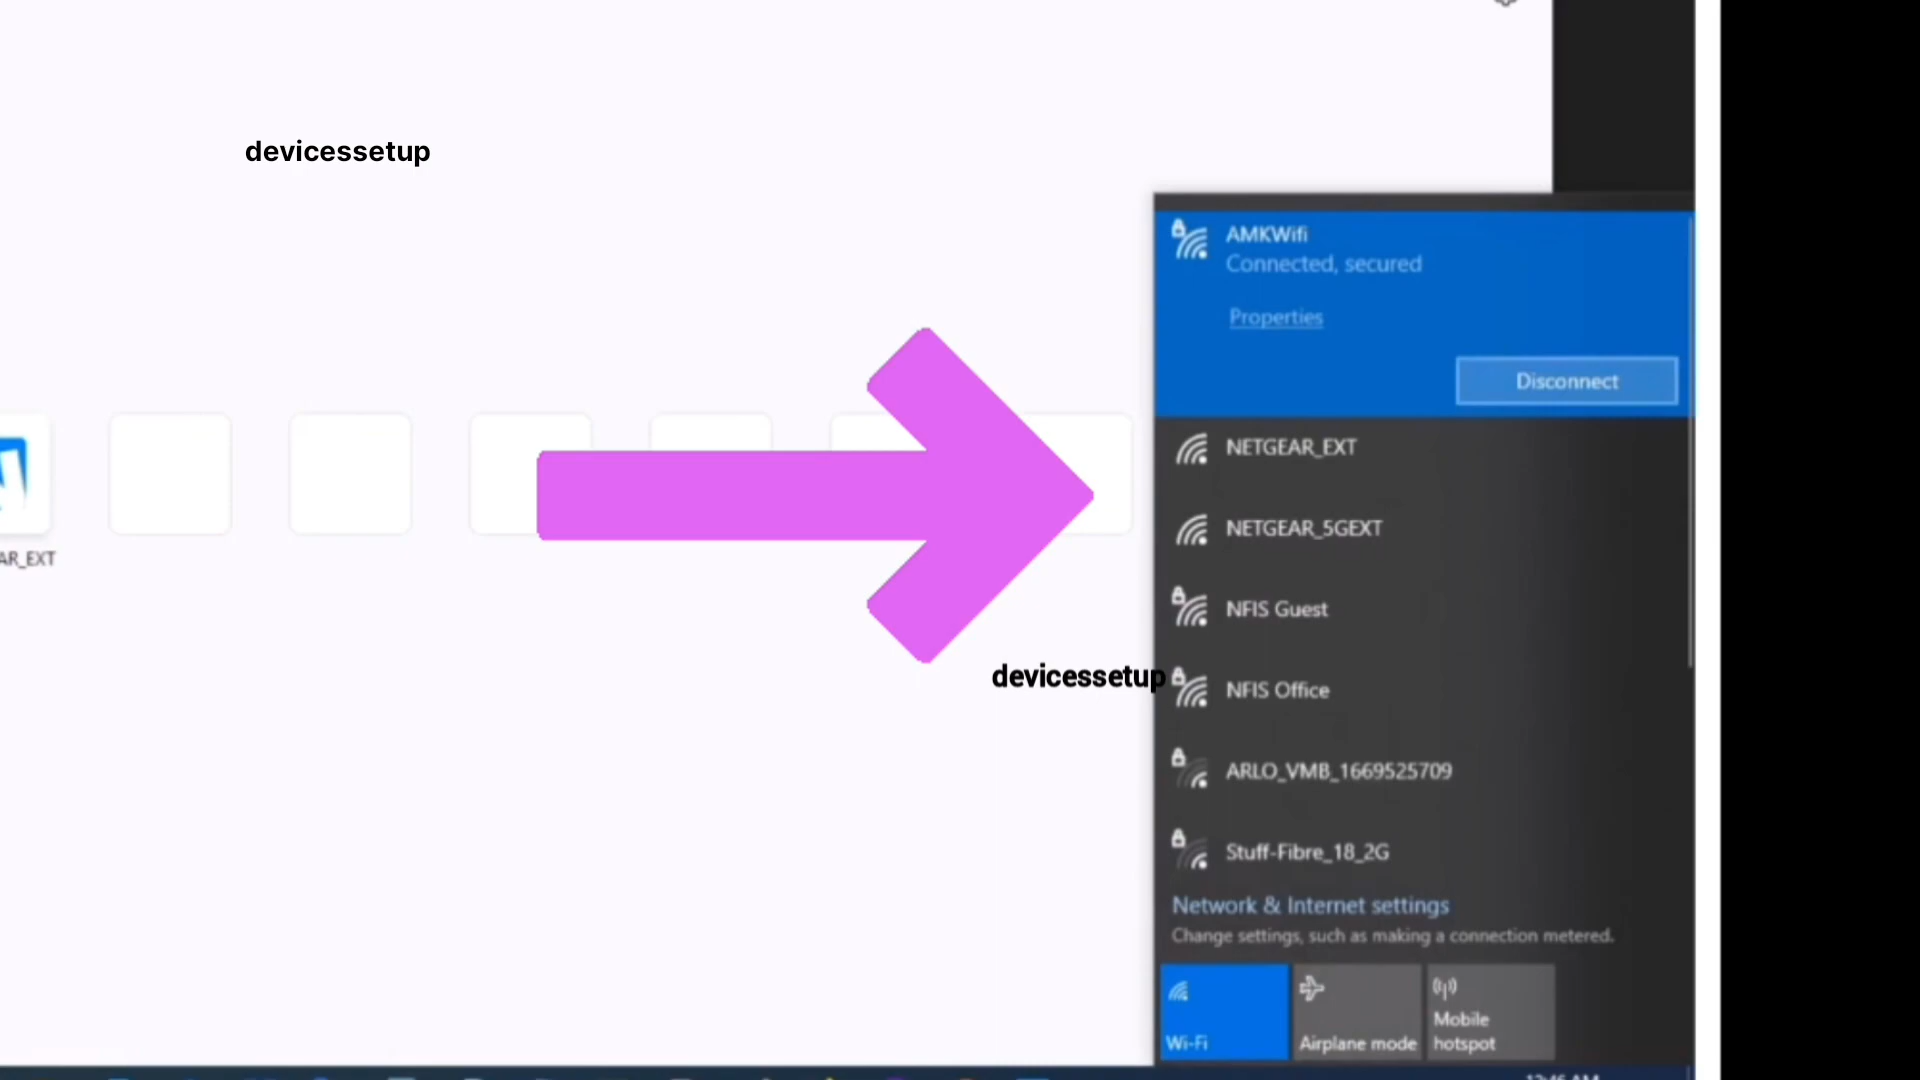 devicessetup
AMKWifi
Connected, secured
Properties
Disconnect
NETGEAR_EXT
NETGEAR_5GEXT
NFIS Guest
AR_EXT
devicessetup
NFIS Office
ARLO_VMB_1669525709
Stuff-Fibre_18_2G
Network & Internet settings
Change settings, such as making a connection metered.
Wi-Fi
Airplane mode
Mobile
hotspot